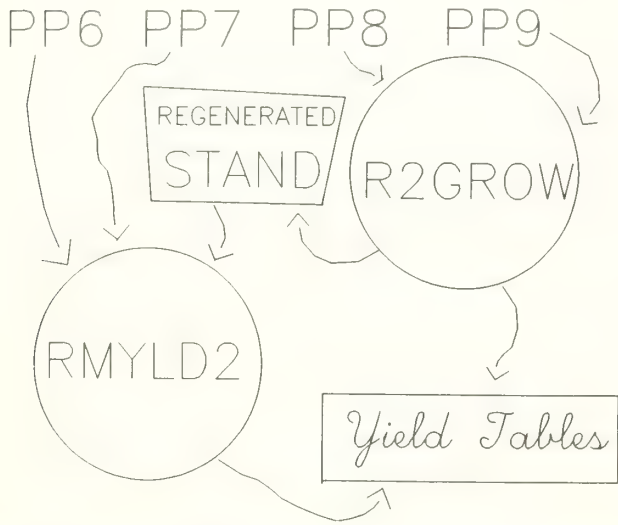 PP6 PP7 PP8 PP9
REGENERATED
STAND
R2GROW
RMYLD2
Yield Tables